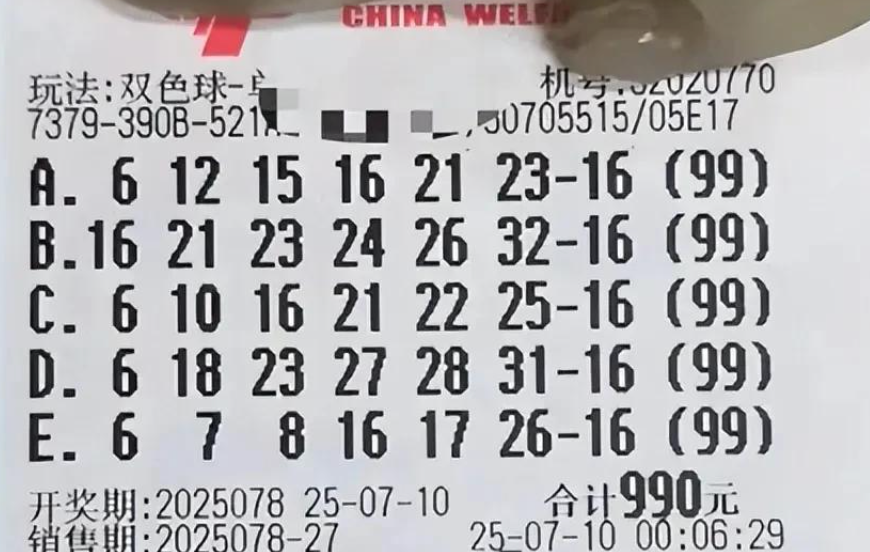 CHINA WELF
玩法:双色球-单 机号:82020770
7379-390B-521 /60705515/05E17
A. 6 12 15 16 21 23-16 (99)
B.16 21 23 24 26 32-16 (99)
C. 6 10 16 21 22 25-16 (99)
D. 6 18 23 27 28 31-16 (99)
E. 6 7 8 16 17 26-16 (99)
开奖期:2025078 25-07-10 合计990元
销售期:2025078-27 25-07-10 00:06:29